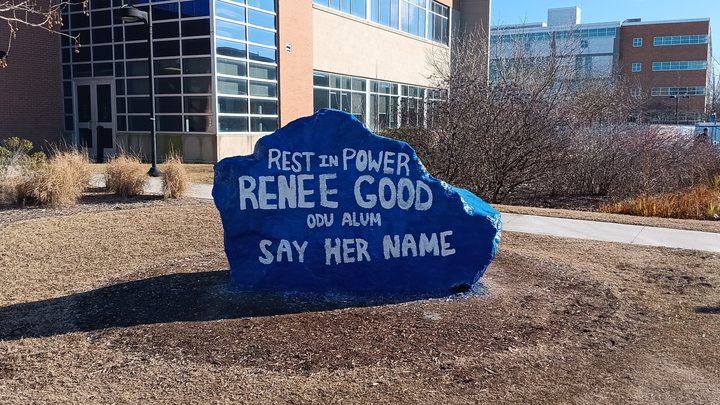 REST IN POWER
RENEE GOOD
ODU ALUM
SAY HER NAME